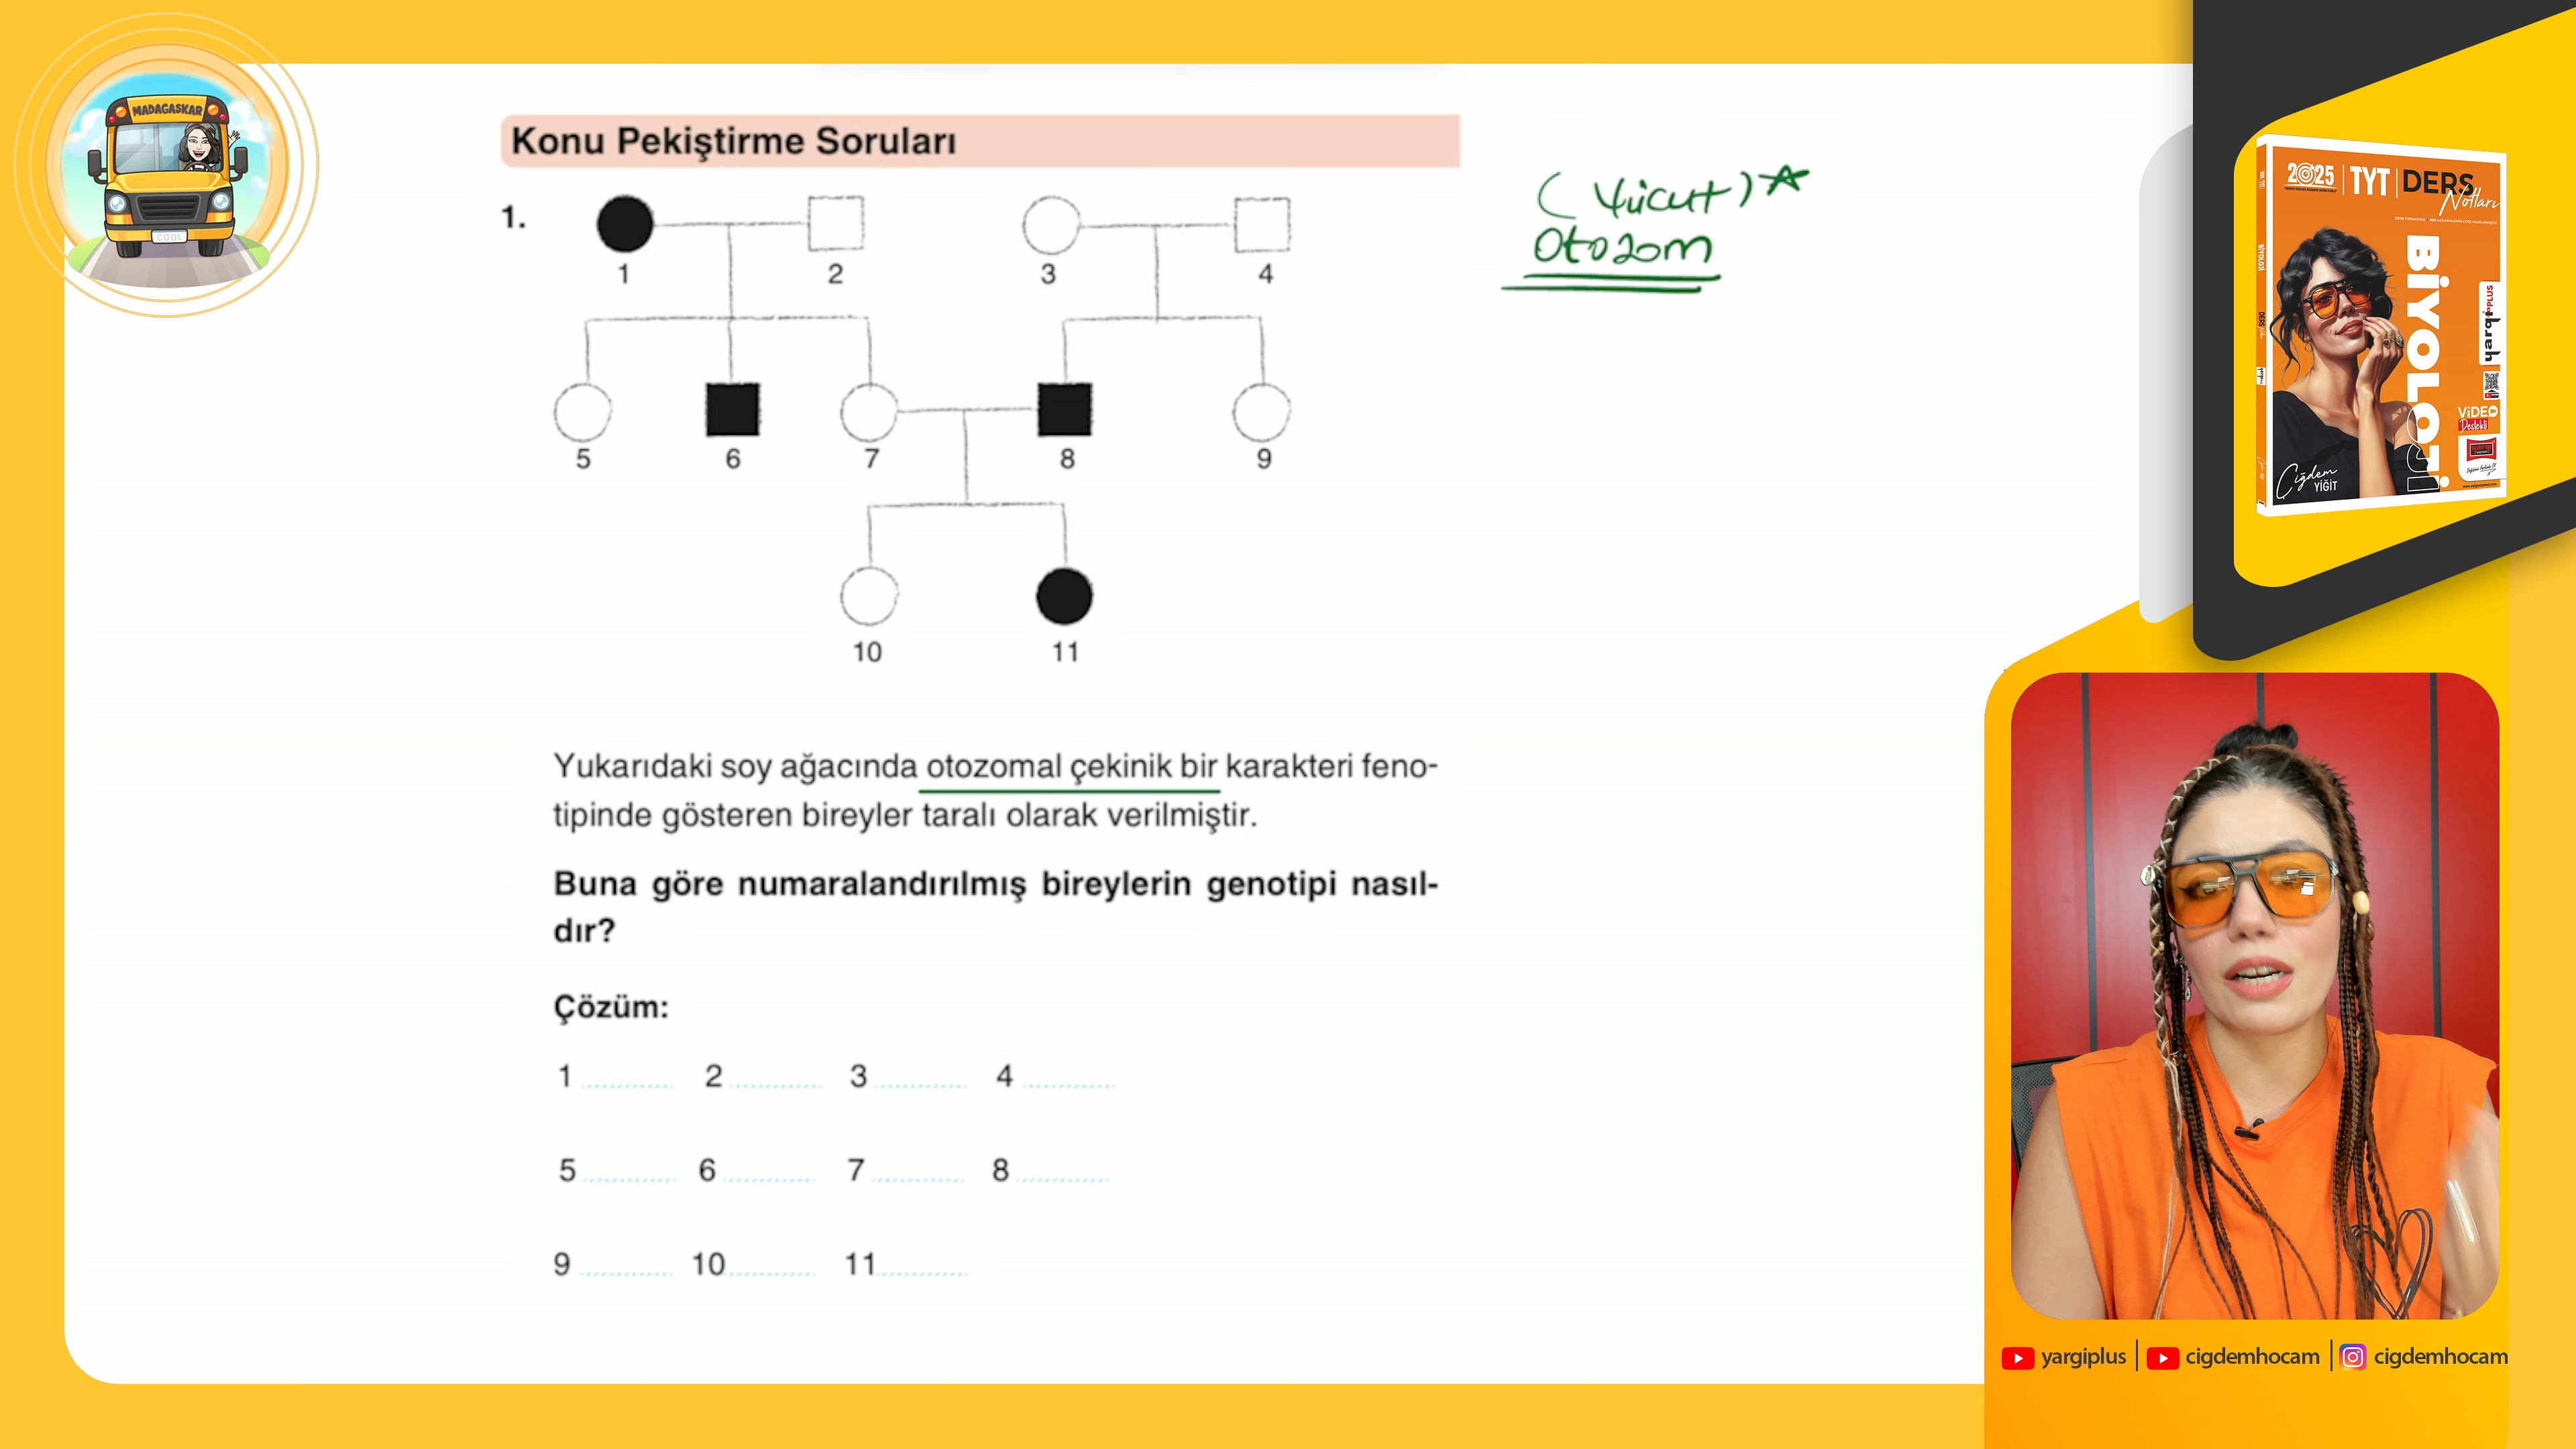 MADAGASKAR
COOL
Konu Pekiştirme Soruları
(Vücut)
Otozom
1.
1 2 3 4
5 6 7 8 9
10 11
Yukarıdaki soy ağacında otozomal çekinik bir karakteri feno-
tipinde gösteren bireyler taralı olarak verilmiştir.
Buna göre numaralandırılmış bireylerin genotipi nasıl-
dır?
Çözüm:
1 2 3 4
5 6 7 8
9 10 11
2025 TYT DERS
Notları
BİYOLOJİ
yargı PLUS
VİDEO
Destekli
Çiğdem
YİĞİT
yargiplus cigdemhocam cigdemhocam